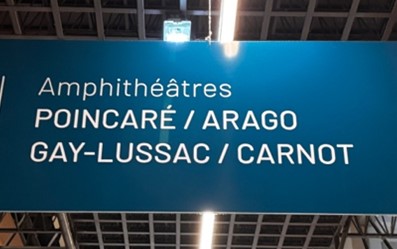 Amphithéâtres
POINCARÉ / ARAGO
GAY-LUSSAC / CARNOT